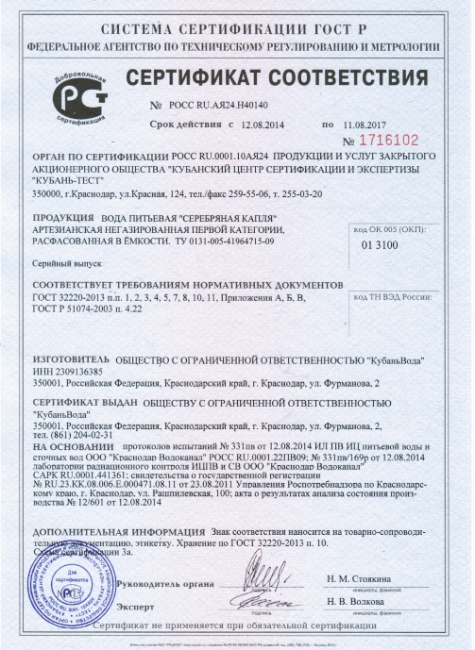 СИСТЕМА СЕРТИФИКАЦИИ ГОСТ Р
ФЕДЕРАЛЬНОЕ АГЕНТСТВО ПО ТЕХНИЧЕСКОМУ РЕГУЛИРОВАНИЮ И МЕТРОЛОГИИ
Добровольная
сертификация
СЕРТИФИКАТ СООТВЕТСТВИЯ
№ РОСС RU.АЯ24.Н40140
Срок действия с 12.08.2014 по 11.08.2017
№ 1716102
ОРГАН ПО СЕРТИФИКАЦИИ РОСС RU.0001.10АЯ24 ПРОДУКЦИИ И УСЛУГ ЗАКРЫТОГО
АКЦИОНЕРНОГО ОБЩЕСТВА "КУБАНСКИЙ ЦЕНТР СЕРТИФИКАЦИИ И ЭКСПЕРТИЗЫ
"КУБАНЬ-ТЕСТ"
350000, г.Краснодар, ул.Красная, 124, тел./факс 259-55-06, т. 255-03-20
ПРОДУКЦИЯ ВОДА ПИТЬЕВАЯ "СЕРЕБРЯНАЯ КАПЛЯ"
АРТЕЗИАНСКАЯ НЕГАЗИРОВАННАЯ ПЕРВОЙ КАТЕГОРИИ,
РАСФАСОВАННАЯ В ЁМКОСТИ. ТУ 0131-005-41964715-09
Серийный выпуск
код ОК 005 (ОКП):
01 3100
СООТВЕТСТВУЕТ ТРЕБОВАНИЯМ НОРМАТИВНЫХ ДОКУМЕНТОВ
ГОСТ 32220-2013 п.п. 1, 2, 3, 4, 5, 7, 8, 10, 11, Приложения А, Б, В,
ГОСТ Р 51074-2003 п. 4.22
код ТН ВЭД России:
ИЗГОТОВИТЕЛЬ ОБЩЕСТВО С ОГРАНИЧЕННОЙ ОТВЕТСТВЕННОСТЬЮ "КубаньВода"
ИНН 2309136385
350001, Российская Федерация, Краснодарский край, г. Краснодар, ул. Фурманова, 2
СЕРТИФИКАТ ВЫДАН ОБЩЕСТВУ С ОГРАНИЧЕННОЙ ОТВЕТСТВЕННОСТЬЮ
"КубаньВода"
350001, Российская Федерация, Краснодарский край, г. Краснодар, ул. Фурманова, 2,
тел. (861) 204-02-31
НА ОСНОВАНИИ протоколов испытаний № 331пв от 12.08.2014 ИЛ ПВ ИЦ питьевой воды и
сточных вод ООО "Краснодар Водоканал" РОСС RU.0001.22ПВ09; № 331пв/169р от 12.08.2014
лаборатории радиационного контроля ИЦПВ и СВ ООО "Краснодар Водоканал"
САРК RU.0001.441361; свидетельства о государственной регистрации
№ RU.23.КК.08.006.Е.000471.08.11 от 23.08.2011 Управления Роспотребнадзора по Краснодарс-
кому краю, г. Краснодар, ул. Рашпилевская, 100; акта о результатах анализа состояния произ-
водства № 12/601 от 12.08.2014
ДОПОЛНИТЕЛЬНАЯ ИНФОРМАЦИЯ Знак соответствия наносится на товарно-сопроводи-
тельную документацию, этикетку. Хранение по ГОСТ 32220-2013 п. 10.
Схема сертификации 3а.
Для
сертификатов
Руководитель органа
подпись
Н. М. Стоякина
инициалы, фамилия
Эксперт
подпись
Н. В. Волкова
инициалы, фамилия
Сертификат не применяется при обязательной сертификации